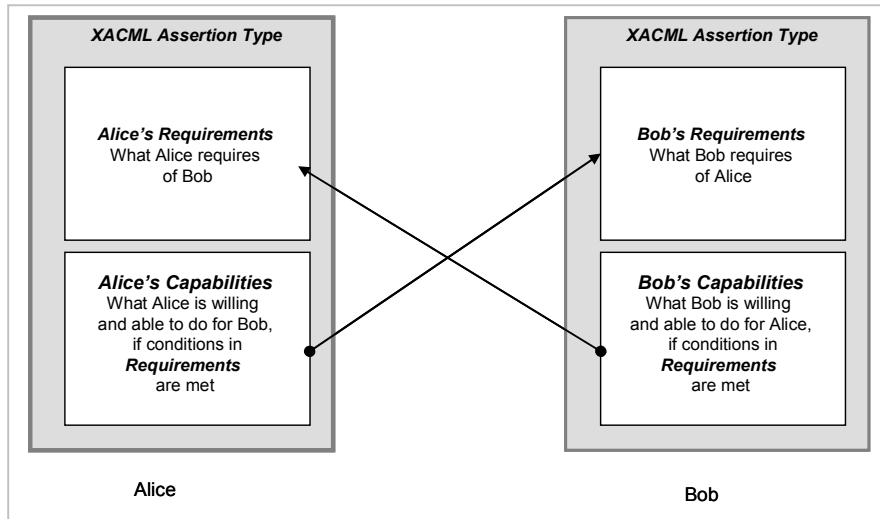 XACML Assertion Type
Alice's Requirements
What Alice requires
of Bob
Alice's Capabilities
What Alice is willing
and able to do for Bob,
if conditions in
Requirements
are met
Alice
XACML Assertion Type
Bob's Requirements
What Bob requires
of Alice
Bob's Capabilities
What Bob is willing
and able to do for Alice,
if conditions in
Requirements
are met
Bob